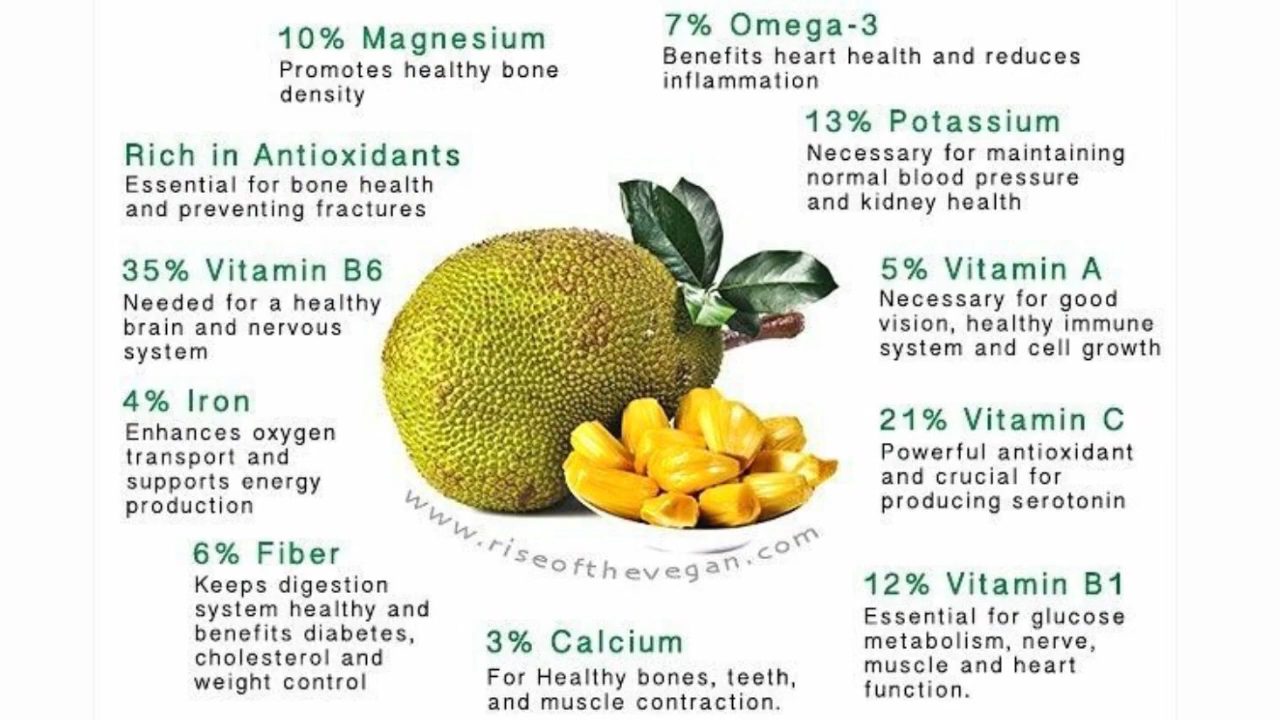 10% Magnesium
Promotes healthy bone
density
7% Omega-3
Benefits heart health and reduces
inflammation
13% Potassium
Necessary for maintaining
normal blood pressure
and kidney health
Rich in Antioxidants
Essential for bone health
and preventing fractures
35% Vitamin B6
Needed for a healthy
brain and nervous
system
5% Vitamin A
Necessary for good
vision, healthy immune
system and cell growth
4% Iron
Enhances oxygen
transport and
supports energy
production
21% Vitamin C
Powerful antioxidant
and crucial for
producing serotonin
www.riseofthevegan.com
6% Fiber
Keeps digestion
system healthy and
benefits diabetes,
cholesterol and
weight control
3% Calcium
For Healthy bones, teeth,
and muscle contraction.
12% Vitamin B1
Essential for glucose
metabolism, nerve,
muscle and heart
function.